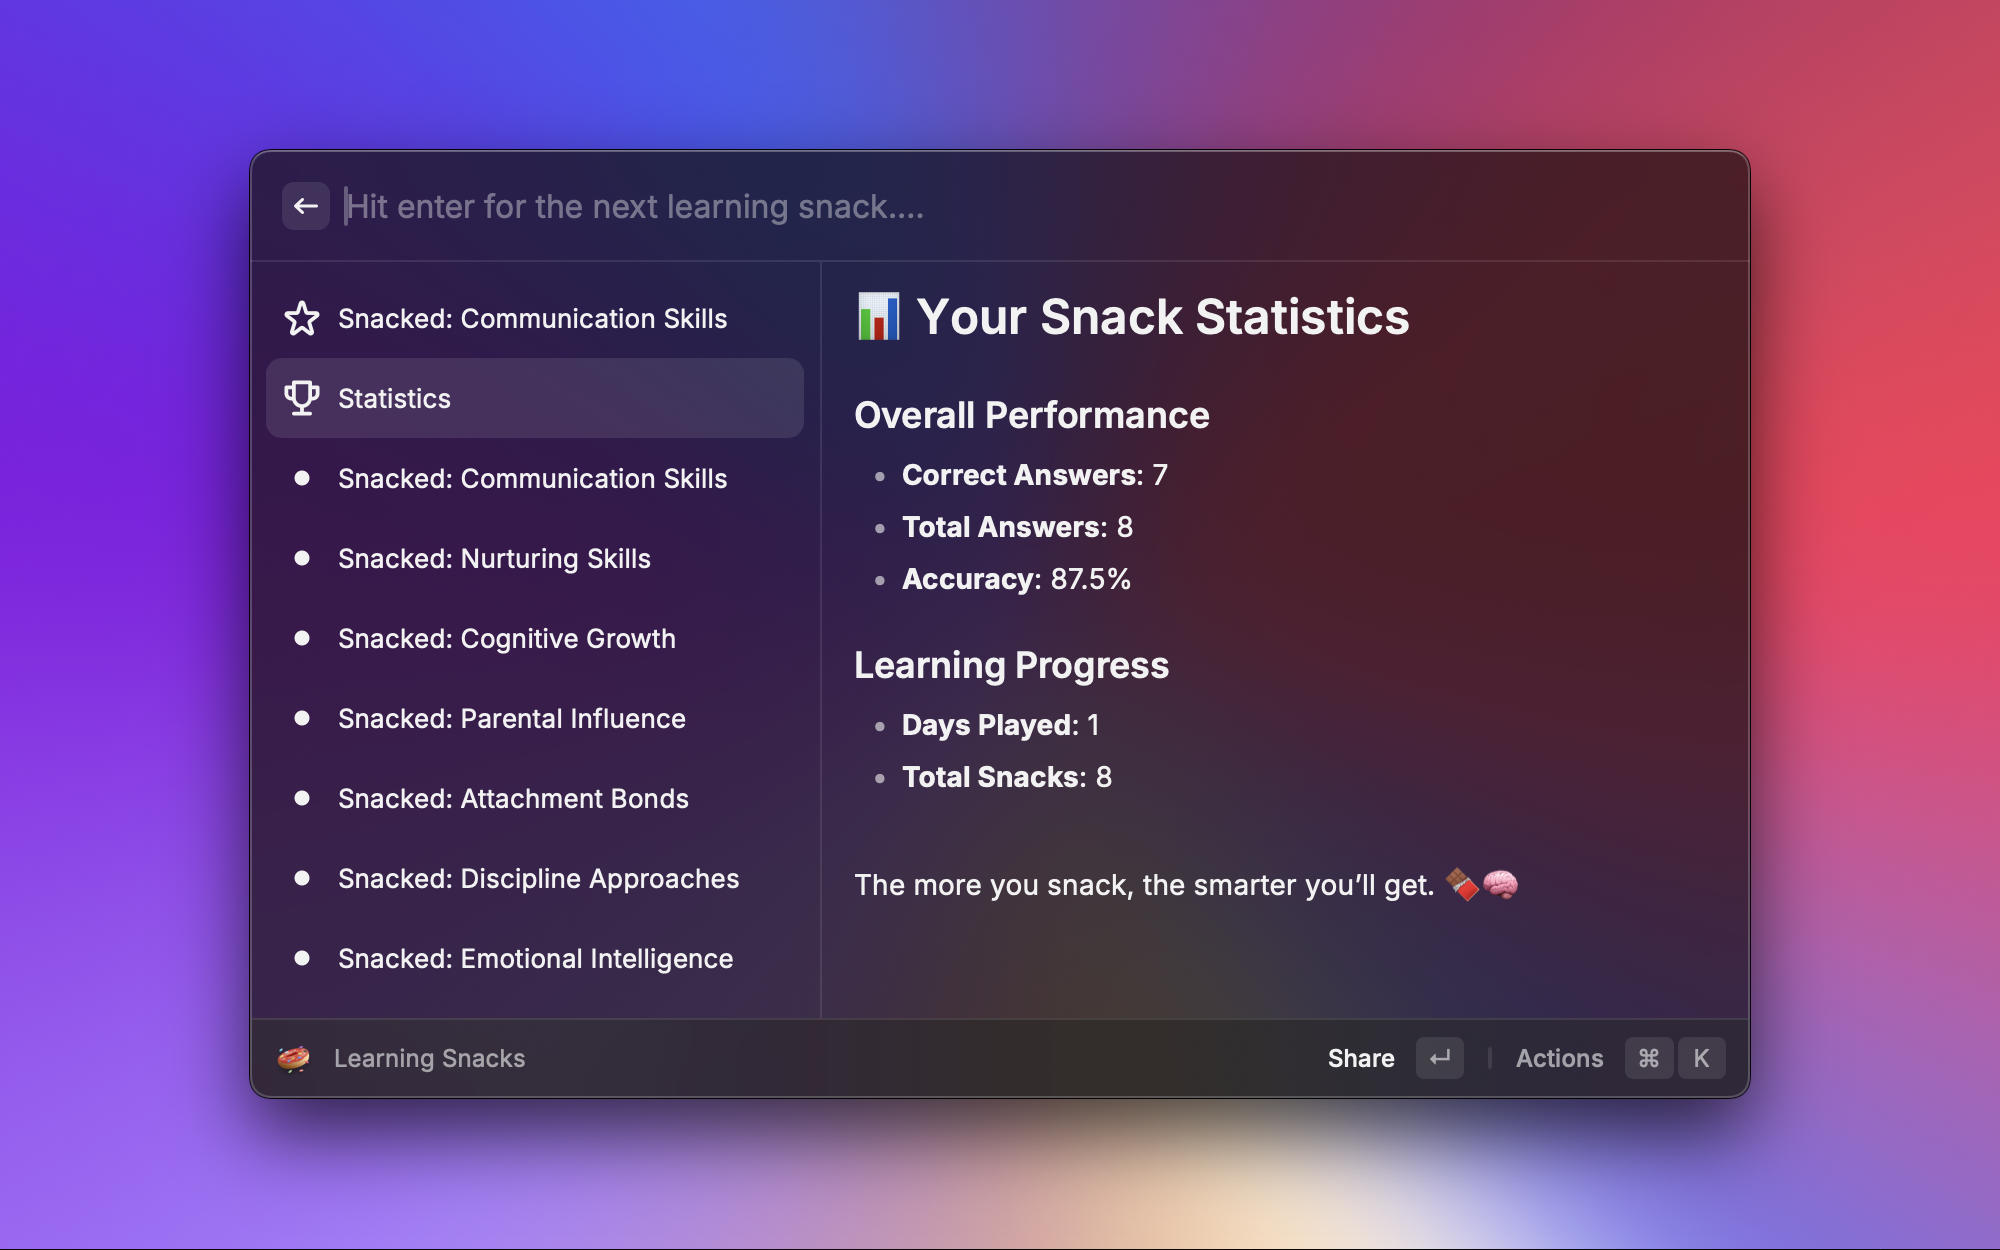 Hit enter for the next learning snack....
Snacked: Communication Skills
Statistics
Snacked: Communication Skills
Snacked: Nurturing Skills
Snacked: Cognitive Growth
Snacked: Parental Influence
Snacked: Attachment Bonds
Snacked: Discipline Approaches
Snacked: Emotional Intelligence
📊 Your Snack Statistics
Overall Performance
• Correct Answers: 7
• Total Answers: 8
• Accuracy: 87.5%
Learning Progress
• Days Played: 1
• Total Snacks: 8
The more you snack, the smarter you’ll get. 🍫🧠
Learning Snacks
Share ↵ | Actions ⌘ K